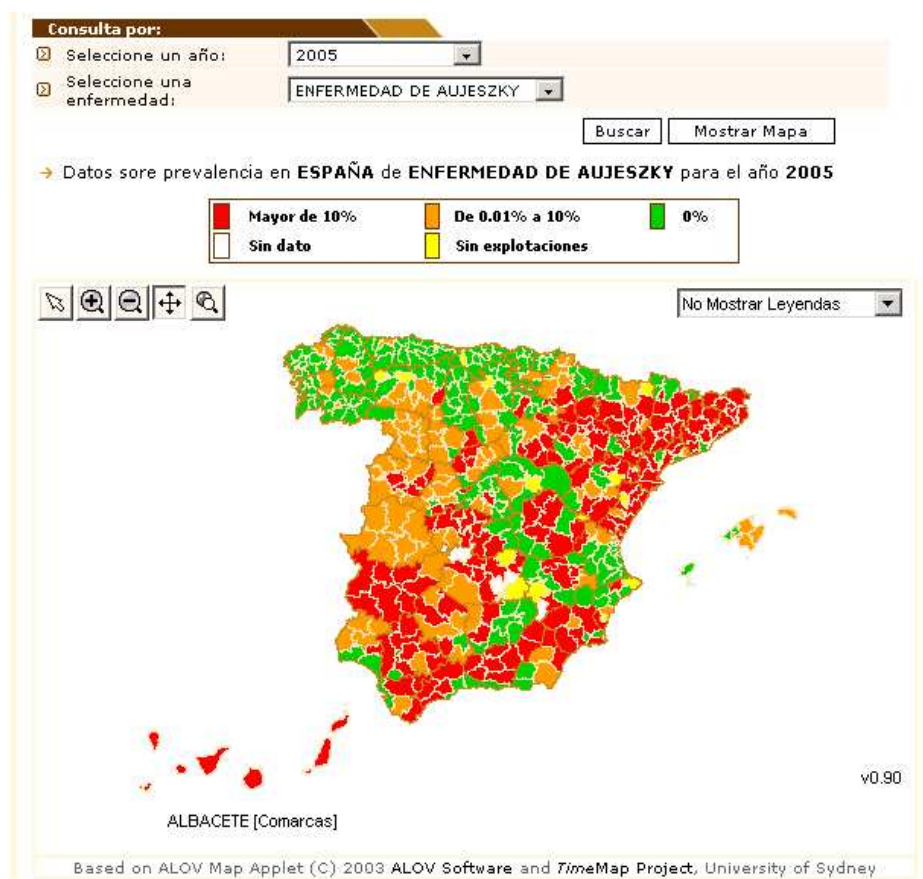 Consulta por:
Seleccione un año: 2005
Seleccione una enfermedad: ENFERMEDAD DE AUJESZKY
Buscar Mostrar Mapa
Datos sore prevalencia en ESPAÑA de ENFERMEDAD DE AUJESZKY para el año 2005
Mayor de 10% De 0.01% a 10% 0%
Sin dato Sin explotaciones
No Mostrar Leyendas
v0.90
ALBACETE [Comarcas]
Based on ALOV Map Applet (C) 2003 ALOV Software and TimeMap Project, University of Sydney